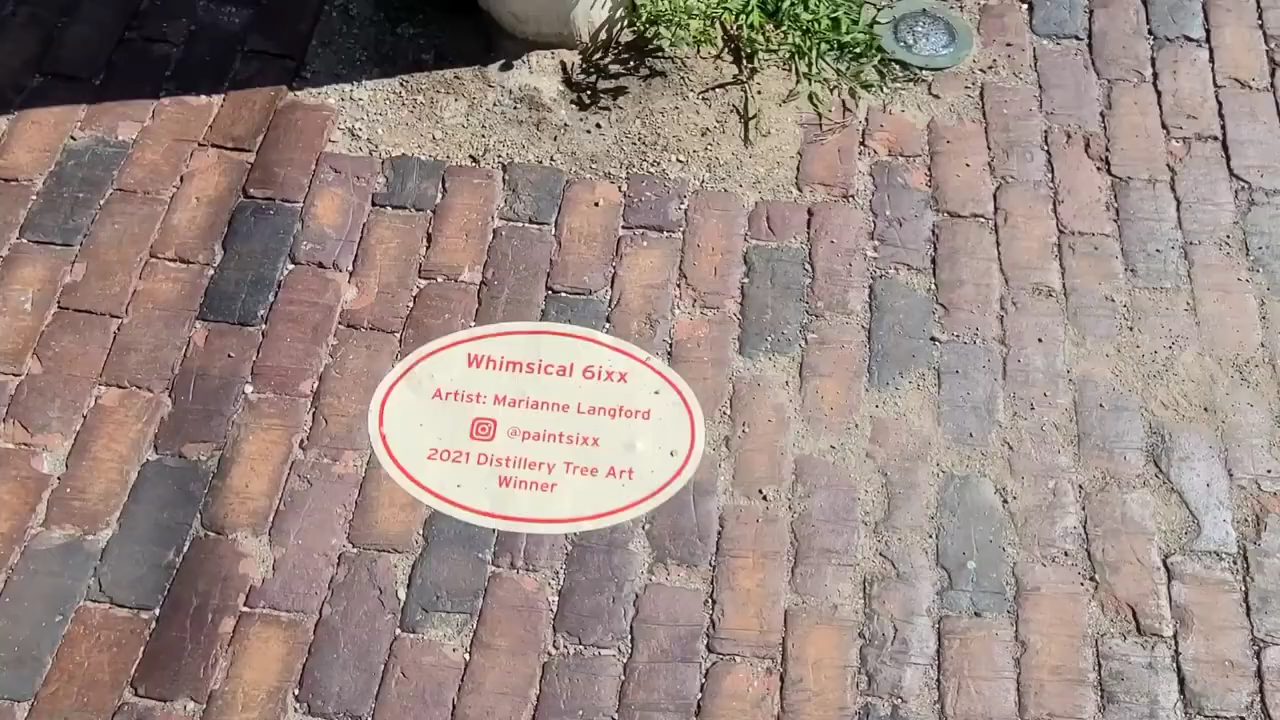 Whimsical 6ixx
Artist: Marianne Langford
@paintsixx
2021 Distillery Tree Art
Winner